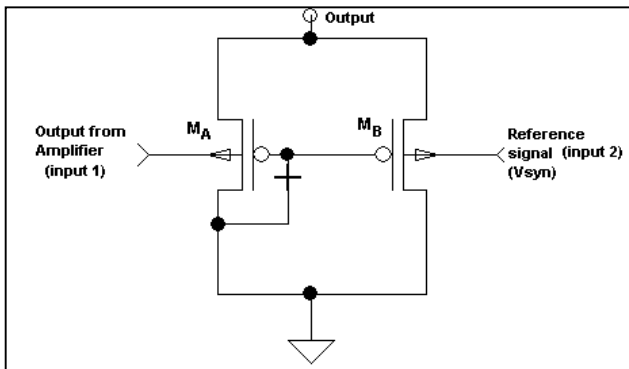 Output
Output from
Amplifier
(input 1)
MA
MB
Reference
signal (input 2)
(Vsyn)